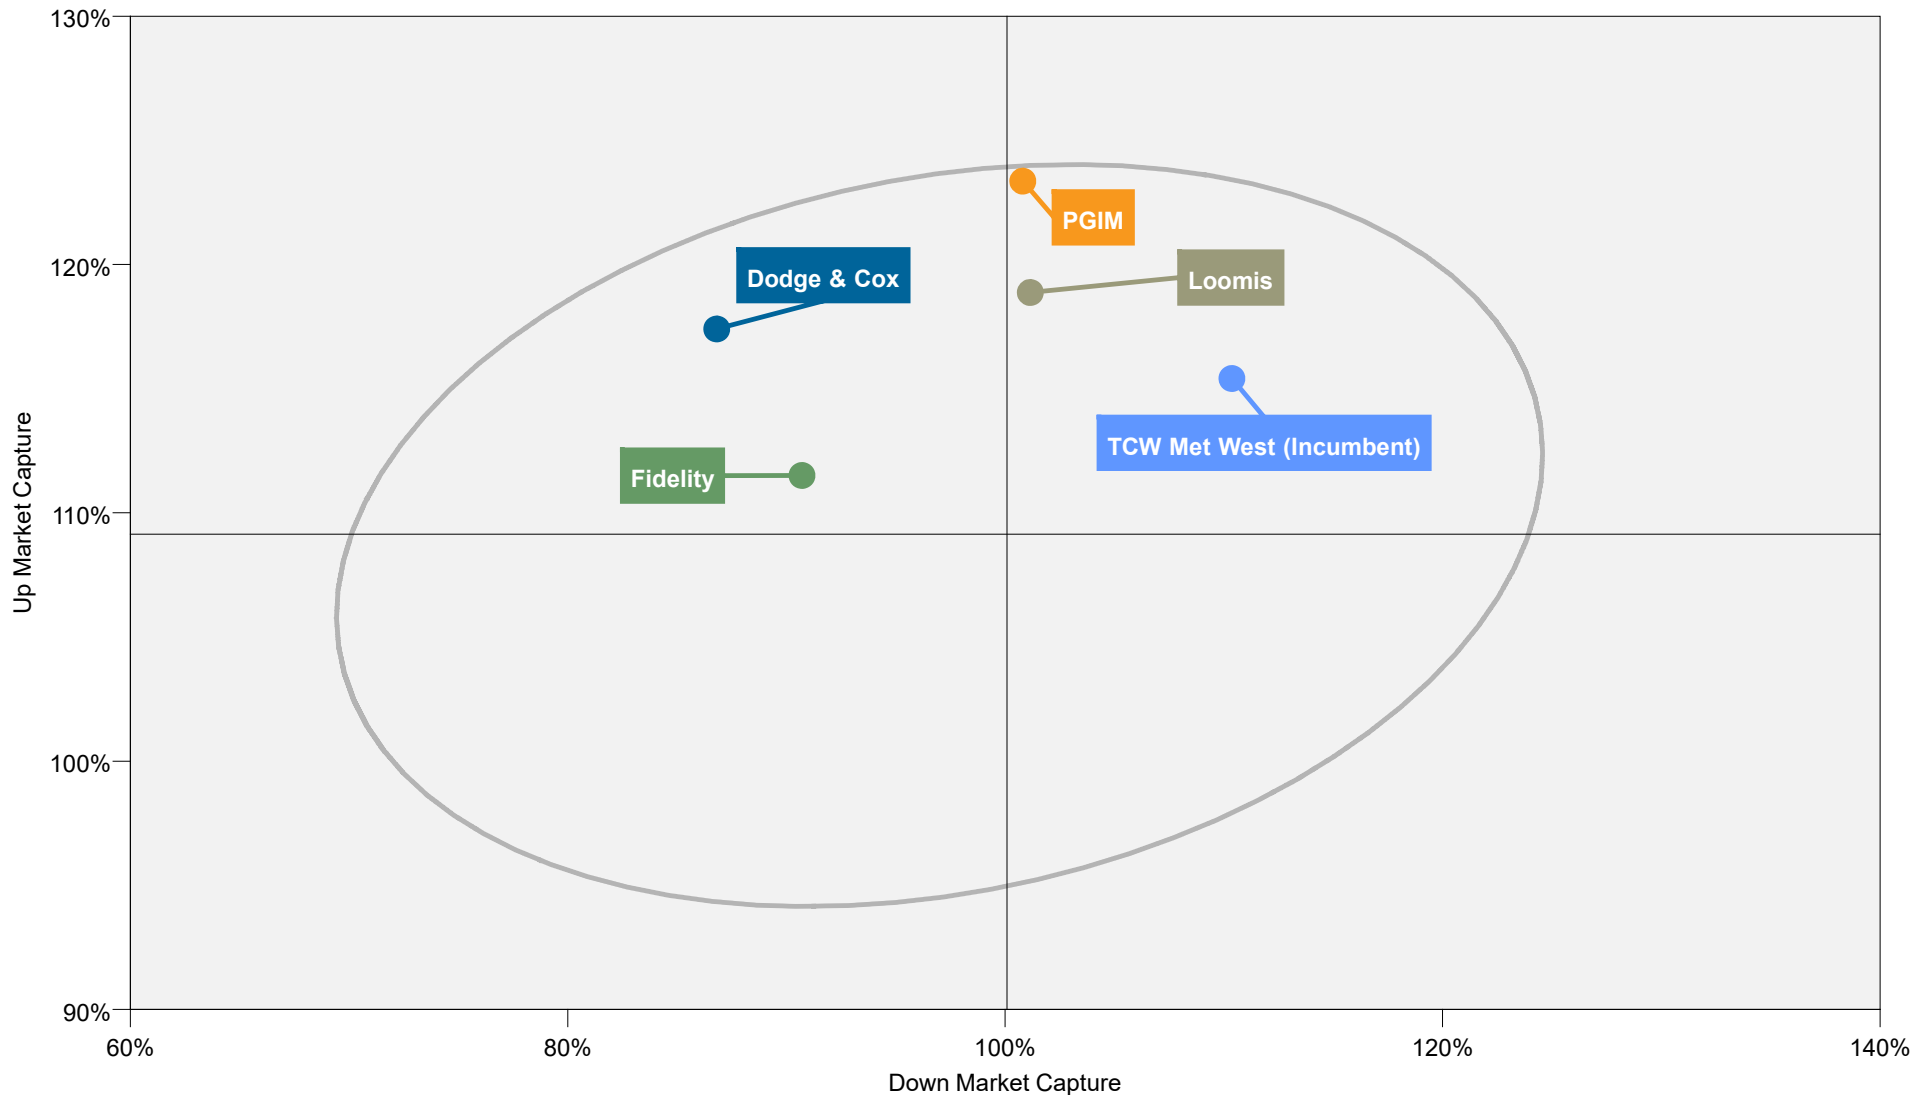 130%
PGIM
120%
Dodge & Cox
Loomis
Up Market Capture
TCW Met West (Incumbent)
Fidelity
110%
100%
90%
60%
80%
100%
120%
140%
Down Market Capture